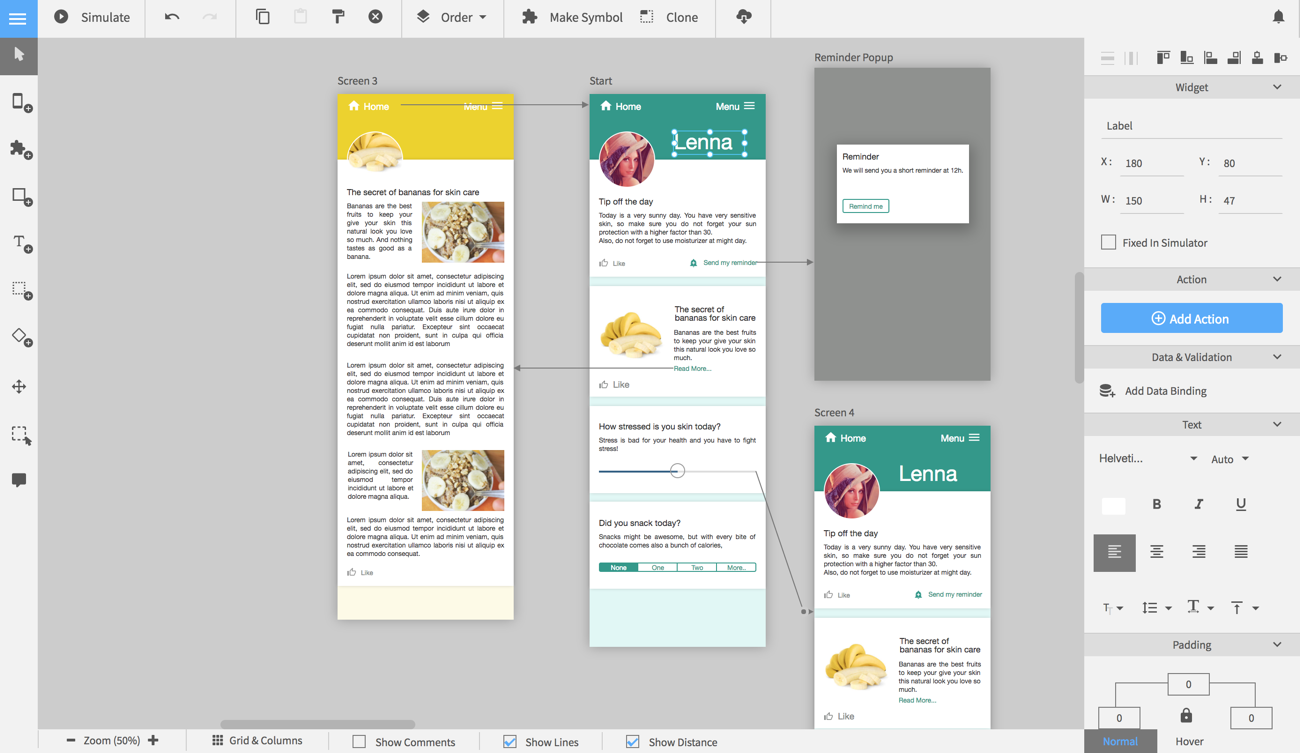 Simulate
Order
Make Symbol
Clone
Screen 3
Home
Menu
The secret of bananas for skin care
Bananas are the best
fruits to keep your
give your skin this
natural look you love
so much. And nothing
tastes as good as a
banana.
Lorem ipsum dolor sit amet, consectetur adipiscing
elit, sed do eiusmod tempor incididunt ut labore et
dolore magna aliqua. Ut enim ad minim veniam, quis
nostrud exercitation ullamco laboris nisi ut aliquip ex
ea commodo consequat. Duis aute irure dolor in
reprehenderit in voluptate velit esse cillum dolore eu
fugiat nulla pariatur. Excepteur sint occaecat
cupidatat non proident, sunt in culpa qui officia
deserunt mollit anim id est laborum
Lorem ipsum dolor sit amet, consectetur adipiscing
elit, sed do eiusmod tempor incididunt ut labore et
dolore magna aliqua. Ut enim ad minim veniam, quis
nostrud exercitation ullamco laboris nisi ut aliquip ex
ea commodo consequat. Duis aute irure dolor in
reprehenderit in voluptate velit esse cillum dolore eu
fugiat nulla pariatur. Excepteur sint occaecat
cupidatat non proident, sunt in culpa qui officia
deserunt mollit anim id est laborum
Lorem ipsum dolor sit
amet, consectetur
adipiscing elit, sed do
eiusmod tempor
incididunt ut labore et
dolore magna aliqua.
Lorem ipsum dolor sit amet, consectetur adipiscing
elit, sed do eiusmod tempor incididunt ut labore et
dolore magna aliqua. Ut enim ad minim veniam, quis
nostrud exercitation ullamco laboris nisi ut aliquip ex
ea commodo consequat.
Like
Start
Home
Menu
Lenna
Tip off the day
Today is a very sunny day. You have very sensitive
skin, so make sure you do not forget your sun
protection with a higher factor than 30.
Also, do not forget to use moisturizer at might day.
Like
Send my reminder
The secret of
bananas for skin care
Bananas are the best fruits
to keep your give your skin
this natural look you love so
much.
Read More...
Like
How stressed is you skin today?
Stress is bad for your health and you have to fight
stress!
Did you snack today?
Snacks might be awesome, but with every bite of
chocolate comes also a bunch of calories,
None
One
Two
More..
Reminder Popup
Reminder
We will send you a short reminder at 12h.
Remind me
Screen 4
Home
Menu
Lenna
Tip off the day
Today is a very sunny day. You have very sensitive
skin, so make sure you do not forget your sun
protection with a higher factor than 30.
Also, do not forget to use moisturizer at might day.
Like
Send my reminder
The secret of
bananas for skin care
Bananas are the best fruits
to keep your give your skin
this natural look you love so
much.
Read More...
Like
Widget
Label
X: 180 Y: 80
W: 150 H: 47
Fixed In Simulator
Action
Add Action
Data & Validation
Add Data Binding
Text
Helveti... Auto
B I U
Padding
0
0 0
Normal Hover
Zoom (50%)
Grid & Columns
Show Comments
Show Lines
Show Distance